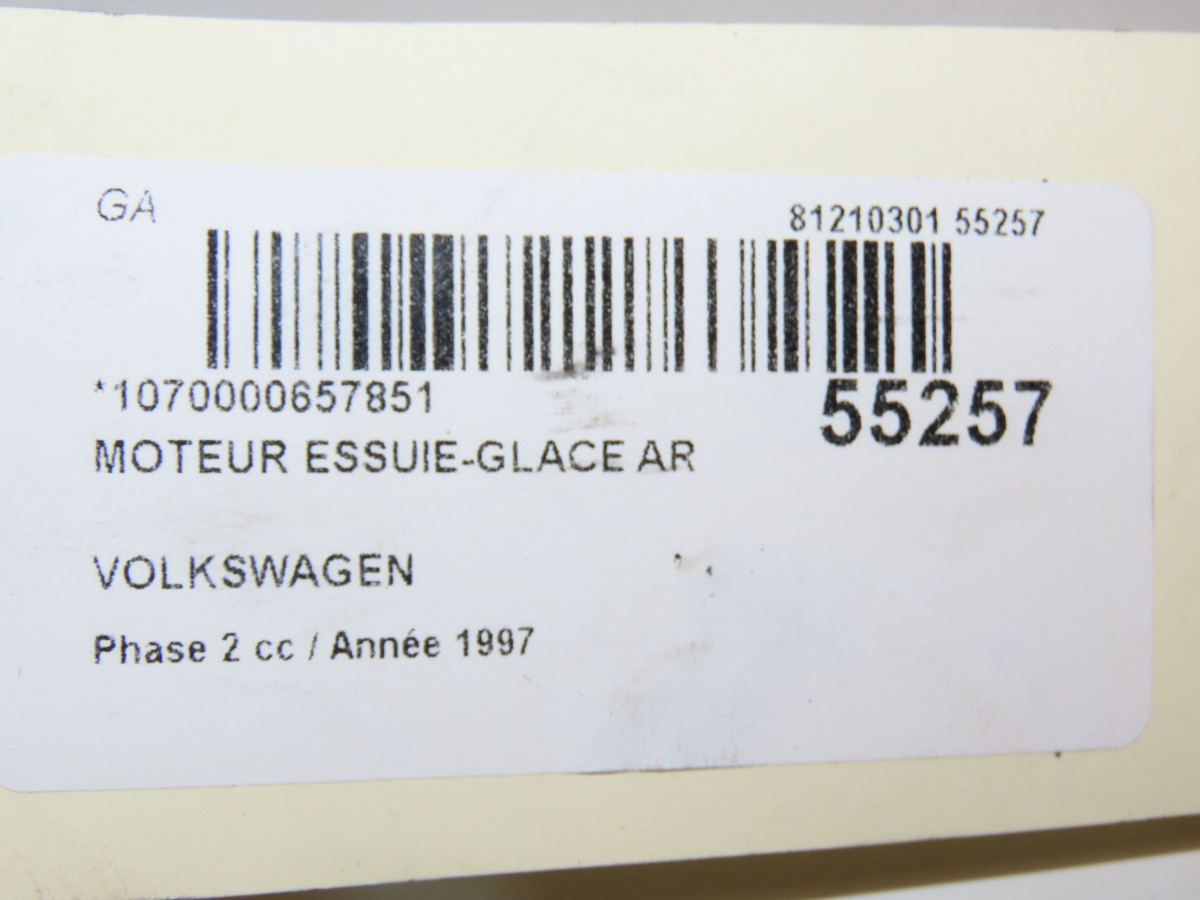 GA
81210301 55257
*1070000657851
55257
MOTEUR ESSUIE-GLACE AR
VOLKSWAGEN
Phase 2 cc / Année 1997